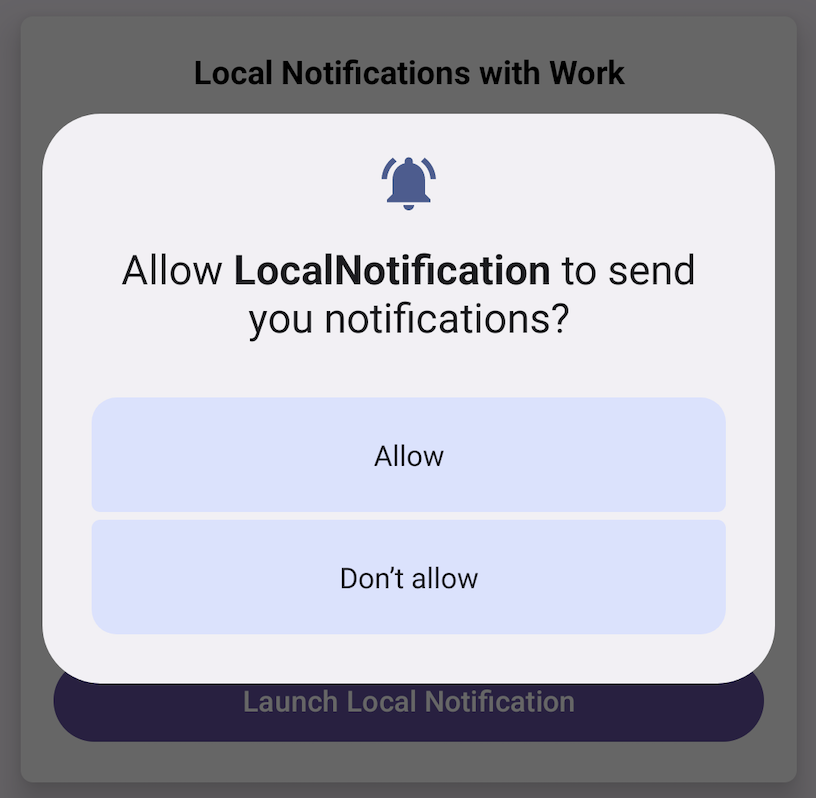 Local Notifications with Work
Allow LocalNotification to send
you notifications?
Allow
Don’t allow
Launch Local Notification